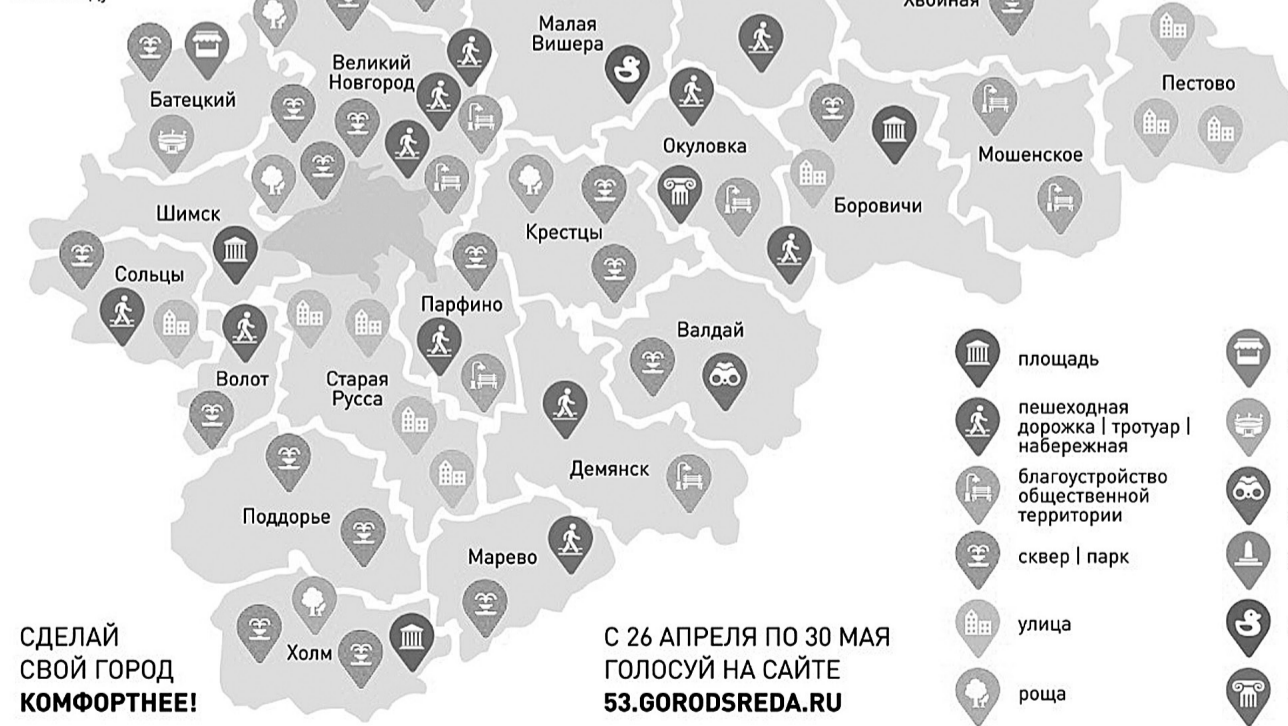 Хвойная
Малая
Вишера
Великий
Новгород
Пестово
Батецкий
Окуловка
Мошенское
Шимск
Крестцы
Боровичи
Сольцы
Парфино
Валдай
Волот
Старая
Русса
Демянск
Поддорье
Марево
Холм
площадь
пешеходная
дорожка | тротуар |
набережная
благоустройство
общественной
территории
сквер | парк
улица
роща
СДЕЛАЙ
СВОЙ ГОРОД
КОМФОРТНЕЕ!
С 26 АПРЕЛЯ ПО 30 МАЯ
ГОЛОСУЙ НА САЙТЕ
53.GORODSREDA.RU